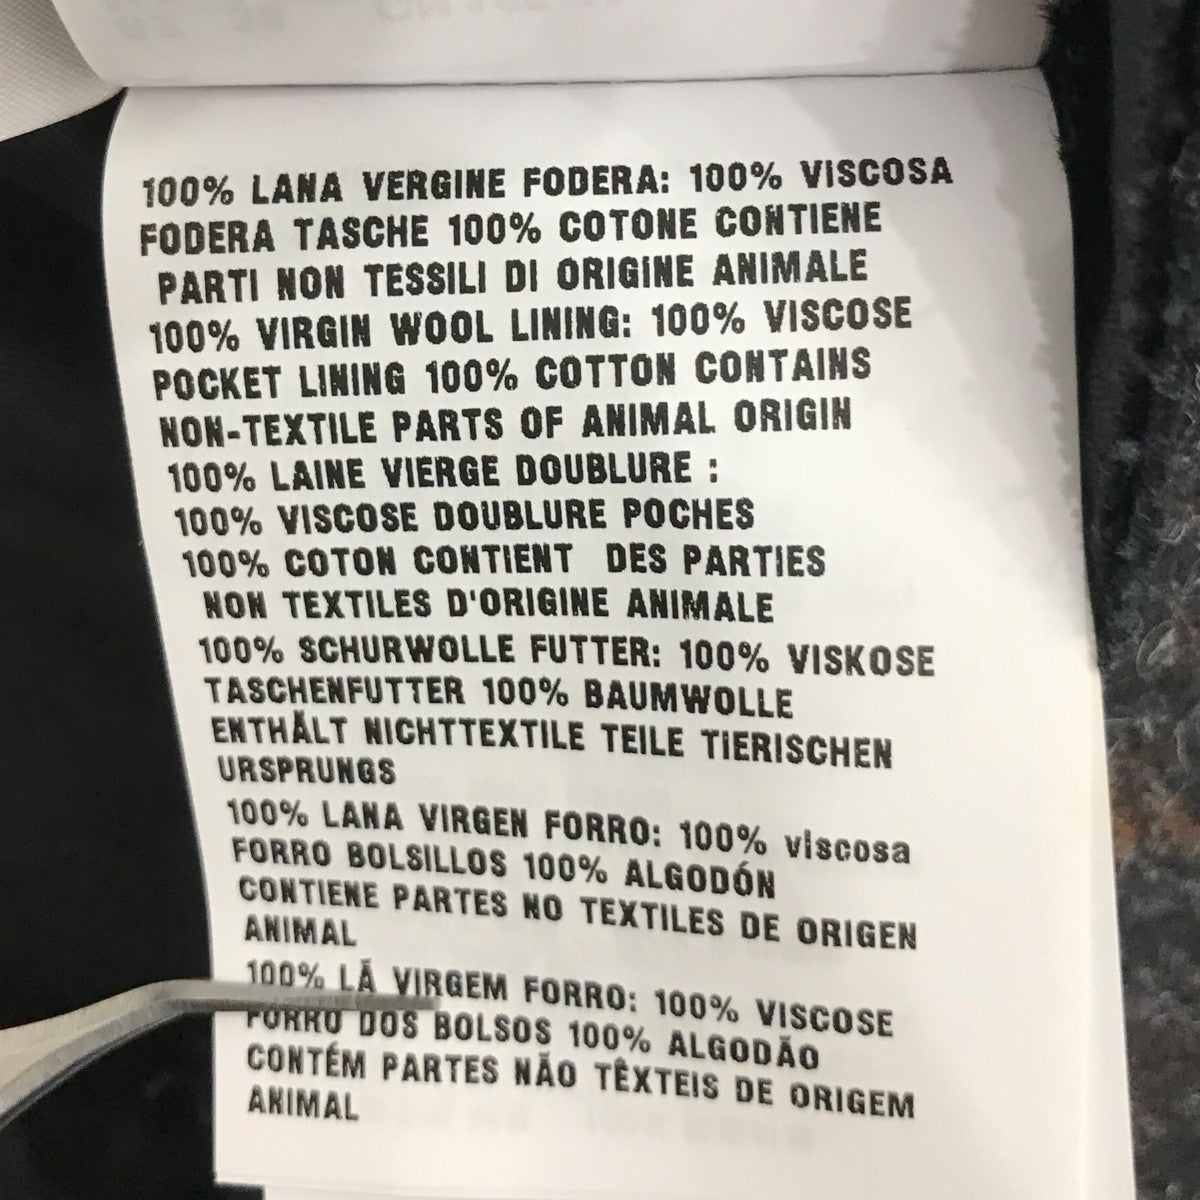 100% LANA VERGINE FODERA: 100% VISCOSA
FODERA TASCHE 100% COTONE CONTIENE
PARTI NON TESSILI DI ORIGINE ANIMALE
100% VIRGIN WOOL LINING: 100% VISCOSE
POCKET LINING 100% COTTON CONTAINS
NON-TEXTILE PARTS OF ANIMAL ORIGIN
100% LAINE VIERGE DOUBLURE :
100% VISCOSE DOUBLURE POCHES
100% COTON CONTIENT DES PARTIES
NON TEXTILES D'ORIGINE ANIMALE
100% SCHURWOLLE FUTTER: 100% VISKOSE
TASCHENFUTTER 100% BAUMWOLLE
ENTHÄLT NICHTTEXTILE TEILE TIERISCHEN
URSPRUNGS
100% LANA VIRGEN FORRO: 100% viscosa
FORRO BOLSILLOS 100% ALGODÓN
CONTIENE PARTES NO TEXTILES DE ORIGEN
ANIMAL
100% LÃ VIRGEM FORRO: 100% VISCOSE
FORRO DOS BOLSOS 100% ALGODÃO
CONTÉM PARTES NÃO TÊXTEIS DE ORIGEM
ANIMAL